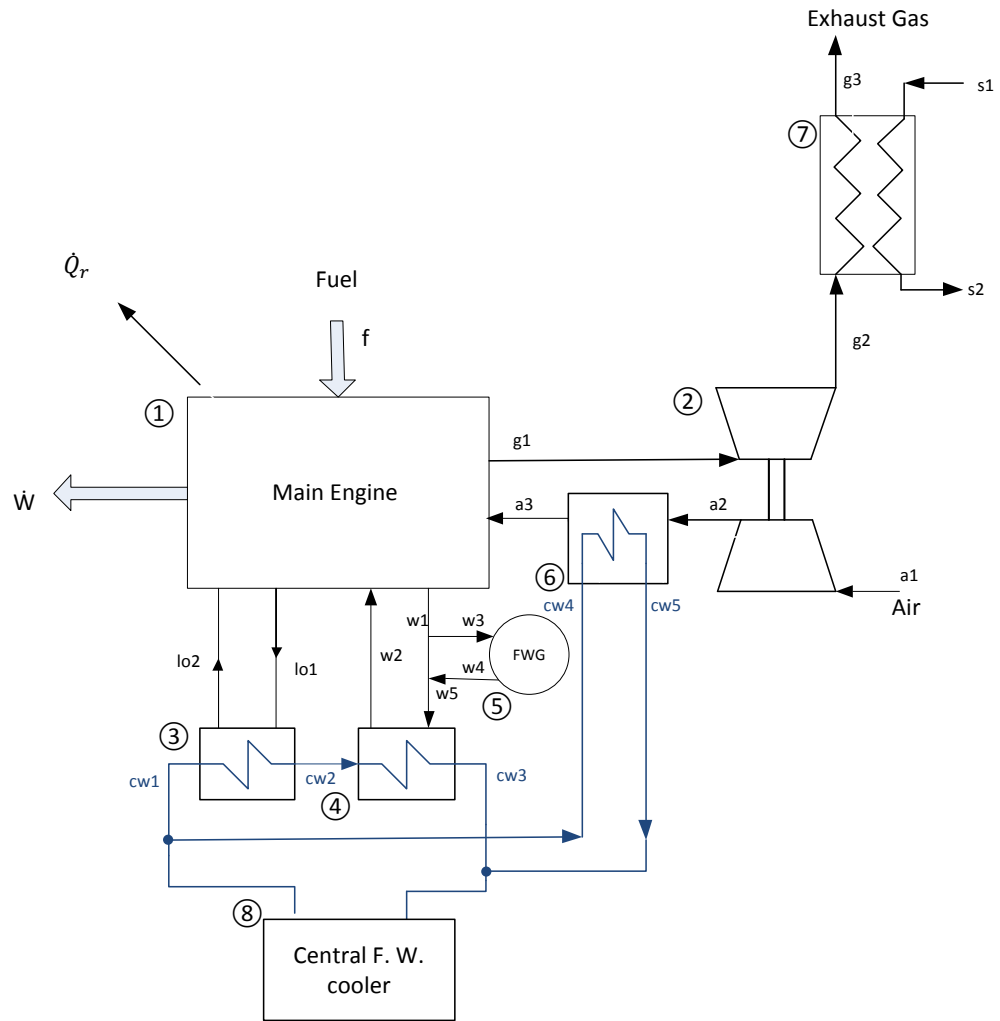 Exhaust Gas
g3
s1
⑦
Q̇r
Fuel
s2
f
g2
①
②
g1
Main Engine
Ẇ
a3
a2
⑥
a1
Air
cw4
cw5
w1
w3
lo2
lo1
w2
FWG
w4
w5
⑤
③
cw1
cw2
cw3
④
⑧
Central F. W.
cooler